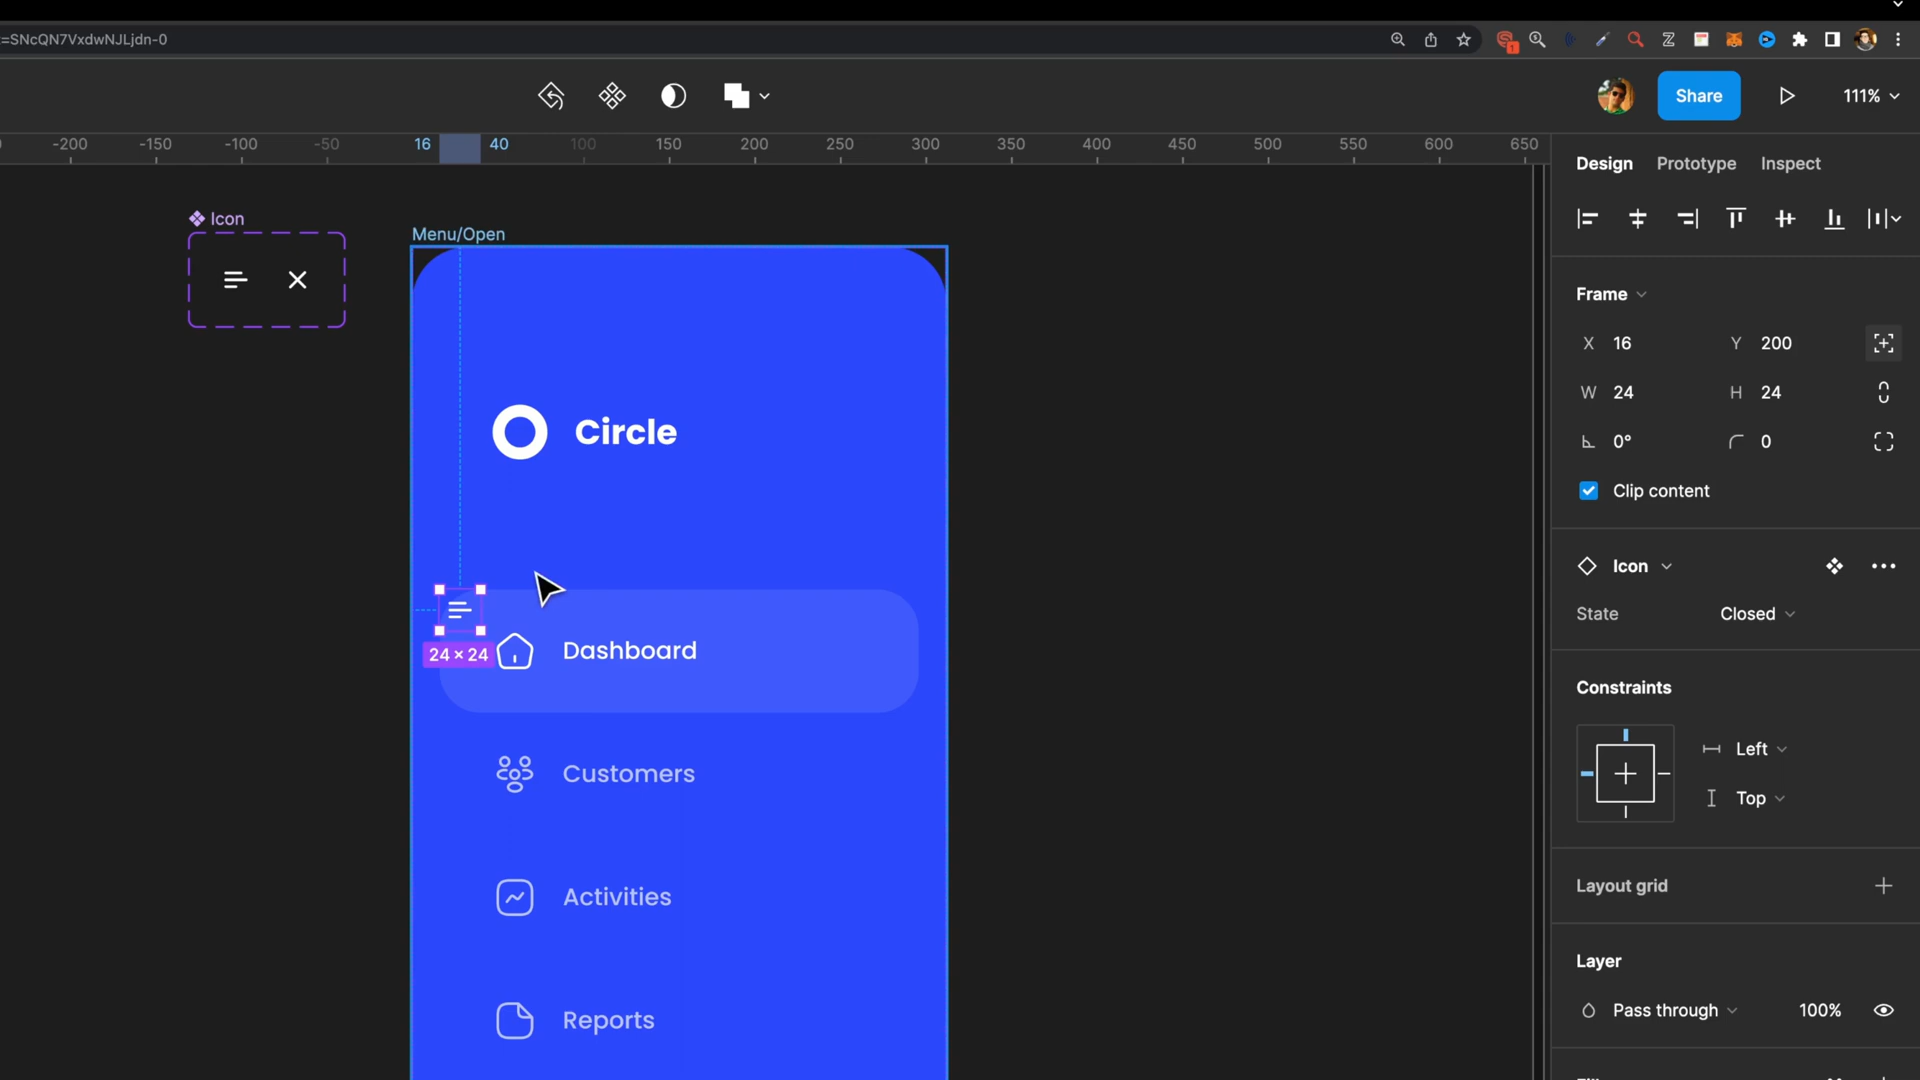 =SNcQN7VxdwNJLjdn-0
1
Share
111%
-200 -150 -100 -50 16 40 100 150 200 250 300 350 400 450 500 550 600 650
Design Prototype Inspect
Icon
Menu/Open
Frame
X 16 Y 200
W 24 H 24
0° 0
Clip content
Circle
Icon
State Closed
24 × 24
Dashboard
Constraints
Left
Top
Customers
Activities
Layout grid
Layer
Pass through 100%
Reports